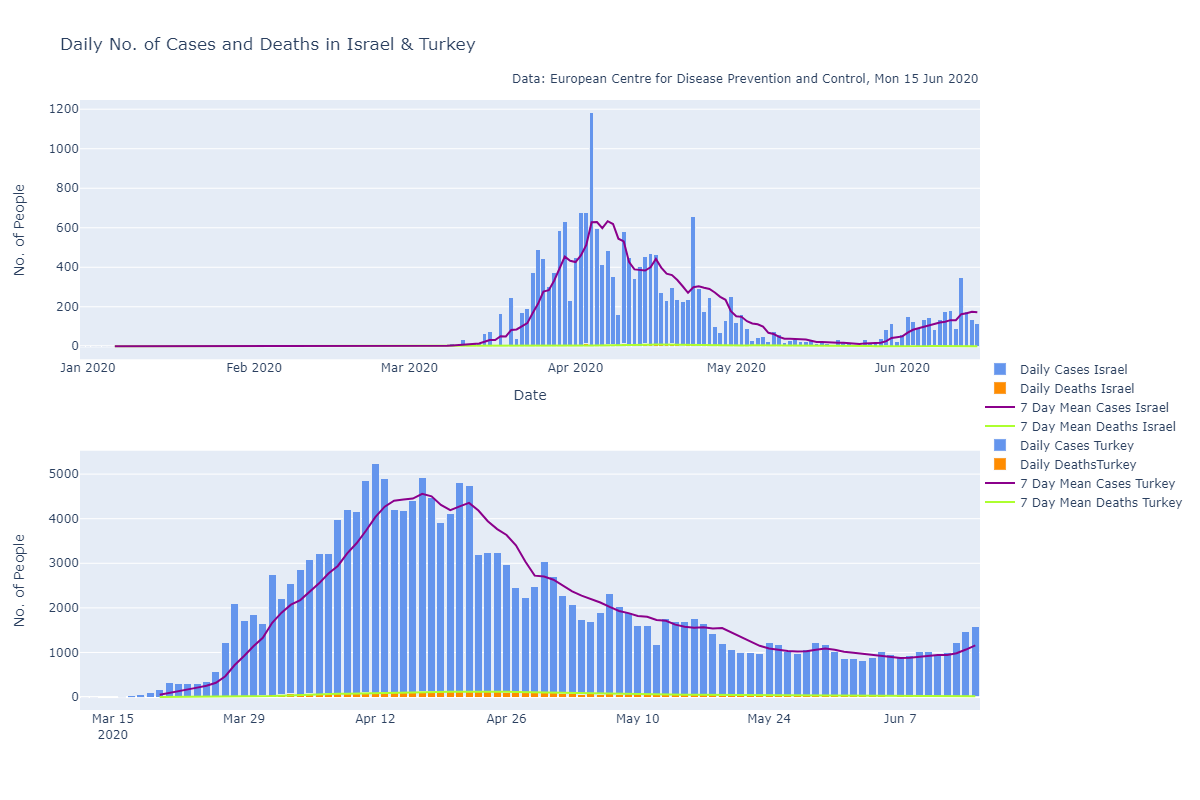 Daily No. of Cases and Deaths in Israel & Turkey
Data: European Centre for Disease Prevention and Control, Mon 15 Jun 2020
No. of People
1200
1000
800
600
400
200
0
Jan 2020 Feb 2020 Mar 2020 Apr 2020 May 2020 Jun 2020
Date
Daily Cases Israel
Daily Deaths Israel
7 Day Mean Cases Israel
7 Day Mean Deaths Israel
Daily Cases Turkey
Daily DeathsTurkey
7 Day Mean Cases Turkey
7 Day Mean Deaths Turkey
No. of People
5000
4000
3000
2000
1000
0
Mar 15 Mar 29 Apr 12 Apr 26 May 10 May 24 Jun 7
2020